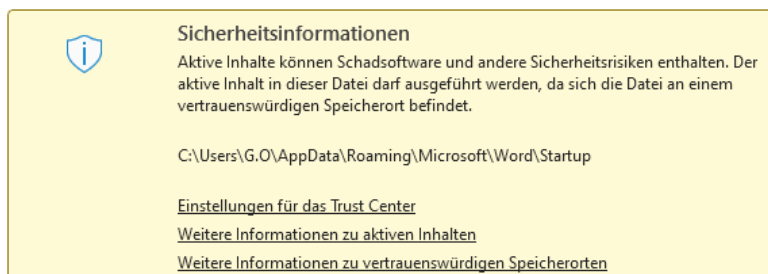 Sicherheitsinformationen
Aktive Inhalte können Schadsoftware und andere Sicherheitsrisiken enthalten. Der
aktive Inhalt in dieser Datei darf ausgeführt werden, da sich die Datei an einem
vertrauenswürdigen Speicherort befindet.
C:\Users\G.O\AppData\Roaming\Microsoft\Word\Startup
Einstellungen für das Trust Center
Weitere Informationen zu aktiven Inhalten
Weitere Informationen zu vertrauenswürdigen Speicherorten